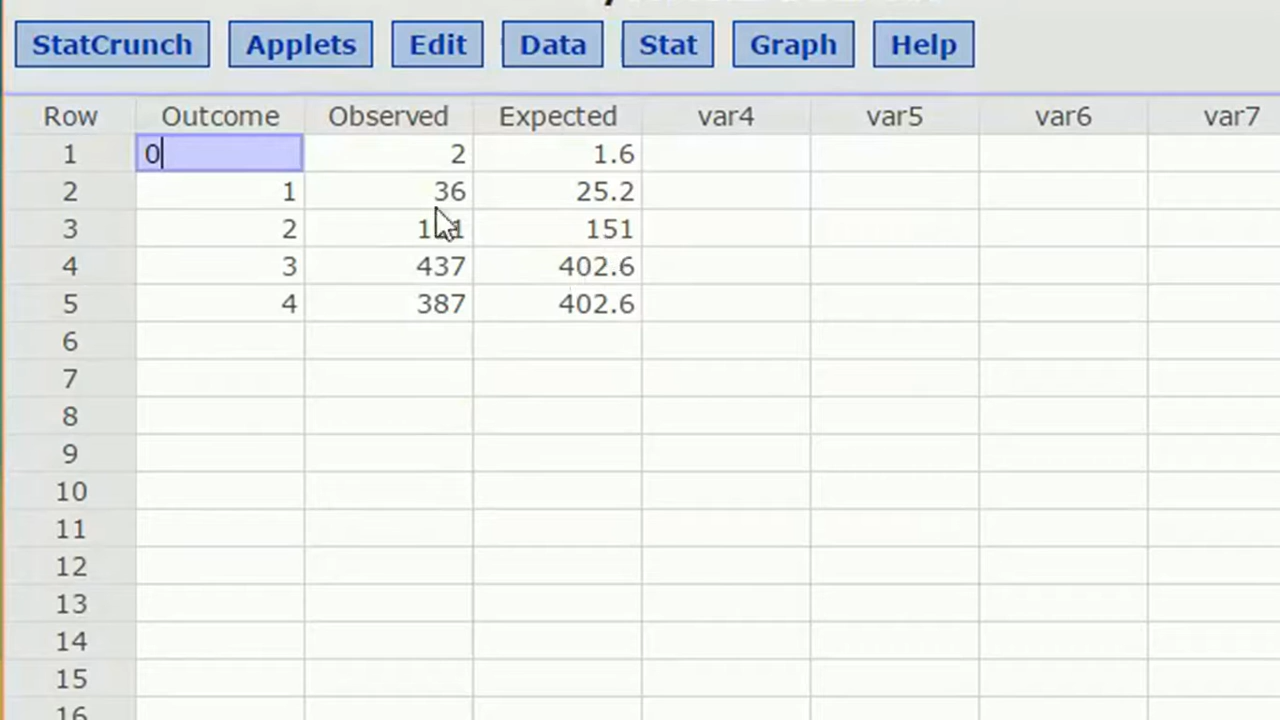 StatCrunch Applets Edit Data Stat Graph Help
Row Outcome Observed Expected var4 var5 var6 var7
1 0 2 1.6
2 1 36 25.2
3 2 151
4 3 437 402.6
5 4 387 402.6
6
7
8
9
10
11
12
13
14
15
16